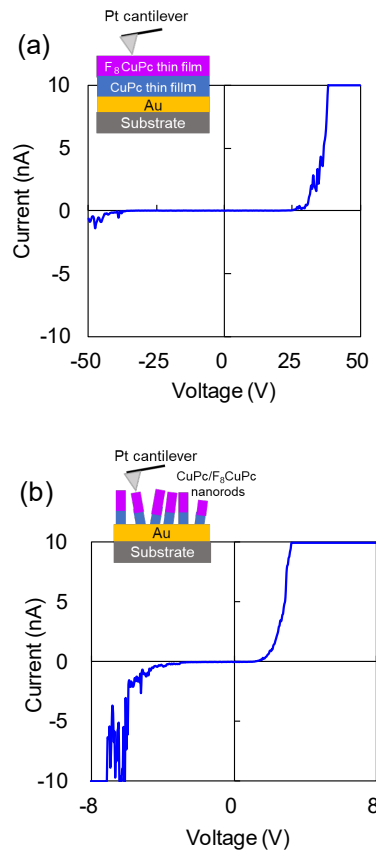 (a)
Pt cantilever
F₈CuPc thin film
CuPc thin fillm
Au
Substrate
10
5
0
-5
-10
Current (nA)
-50
-25
0
25
50
Voltage (V)
(b)
Pt cantilever
CuPc/F₈CuPc
nanorods
Au
Substrate
10
5
0
-5
-10
Current (nA)
-8
0
8
Voltage (V)